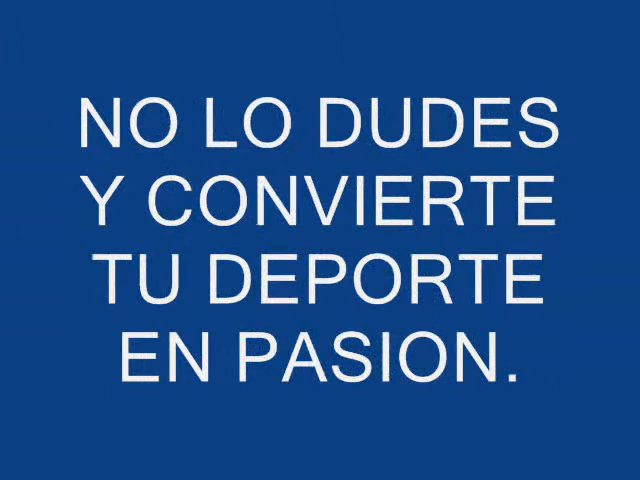 NO LO DUDES
Y CONVIERTE
TU DEPORTE
EN PASION.